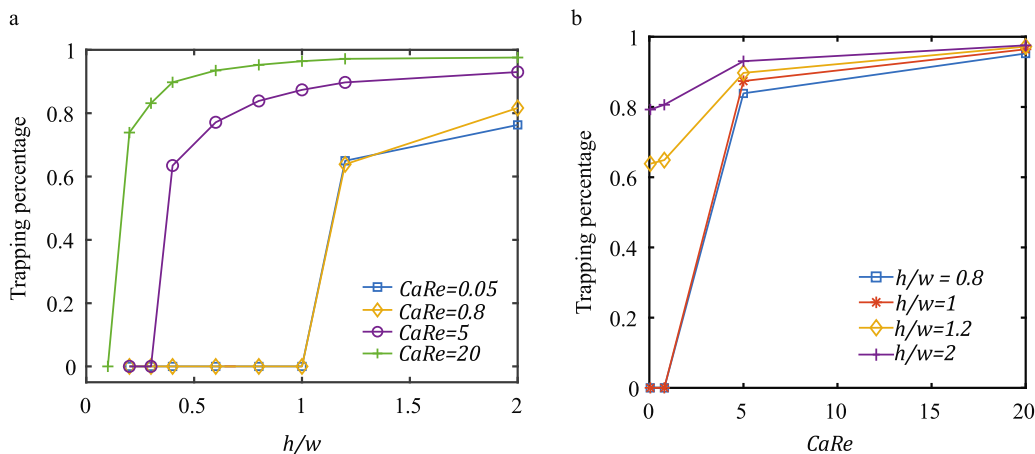 a
Trapping percentage
1
0.8
0.6
0.4
0.2
0
0
0.5
1
1.5
2
h/w
CaRe=0.05
CaRe=0.8
CaRe=5
CaRe=20
b
Trapping percentage
1
0.8
0.6
0.4
0.2
0
0
5
10
15
20
CaRe
h/w = 0.8
h/w=1
h/w=1.2
h/w=2